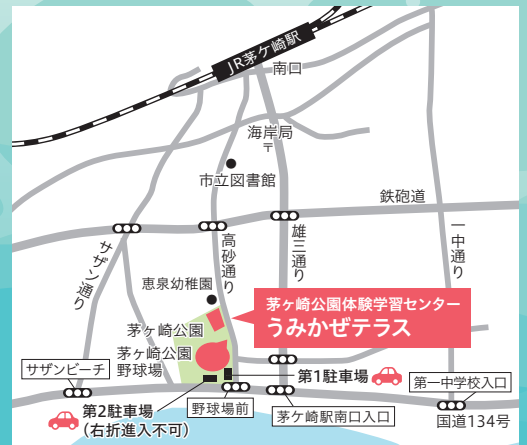 JR茅ケ崎駅
南口
海岸局
〒
市立図書館
鉄砲道
サザン通り
高砂通り
雄三通り
一中通り
恵泉幼稚園
茅ヶ崎公園体験学習センター
うみかぜテラス
茅ヶ崎公園
茅ヶ崎公園
野球場
サザンビーチ
第1駐車場
第一中学校入口
第2駐車場
(右折進入不可)
野球場前
茅ケ崎駅南口入口
国道134号